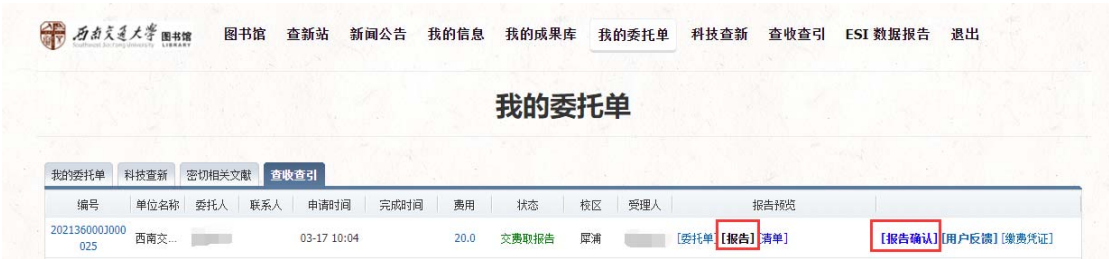 西南交通大学 图书馆 图书馆 查新站 新闻公告 我的信息 我的成果库 我的委托单 科技查新 查收查引 ESI 数据报告 退出
Southwest Jiaotong University LIBRARY
我的委托单
我的委托单 科技查新 密切相关文献 查收查引
编号 单位名称 委托人 联系人 申请时间 完成时间 费用 状态 校区 受理人 报告预览
202136000J000 西南交... 03-17 10:04 20.0 交费取报告 犀浦 [委托单] [报告] [清单] [报告确认] [用户反馈] [缴费凭证]
025